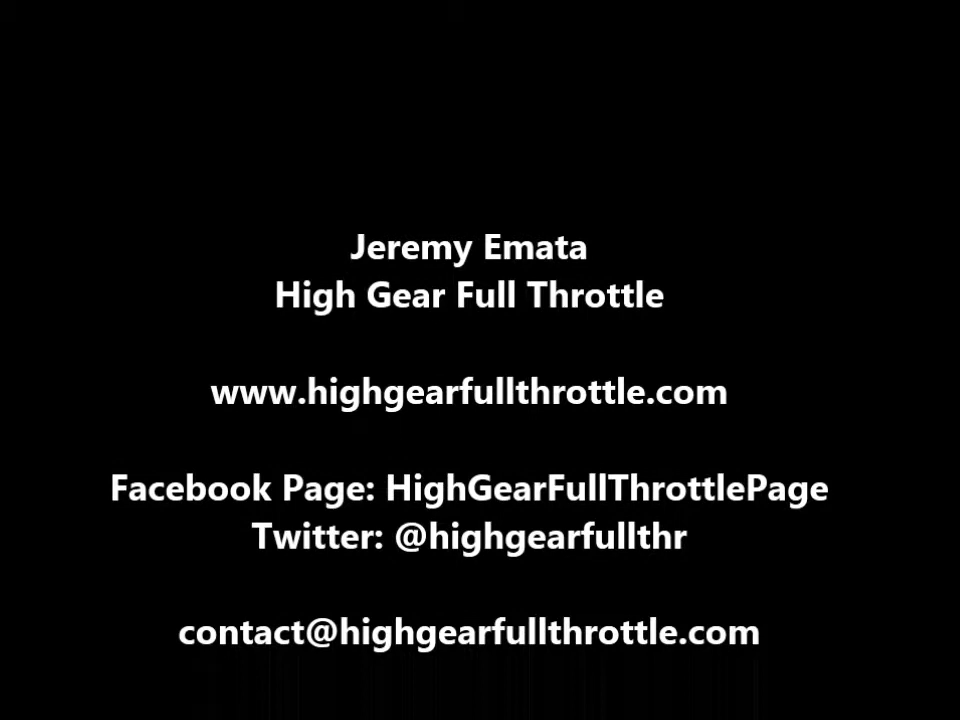 Jeremy Emata
High Gear Full Throttle
www.highgearfullthrottle.com
Facebook Page: HighGearFullThrottlePage
Twitter: @highgearfullthr
contact@highgearfullthrottle.com